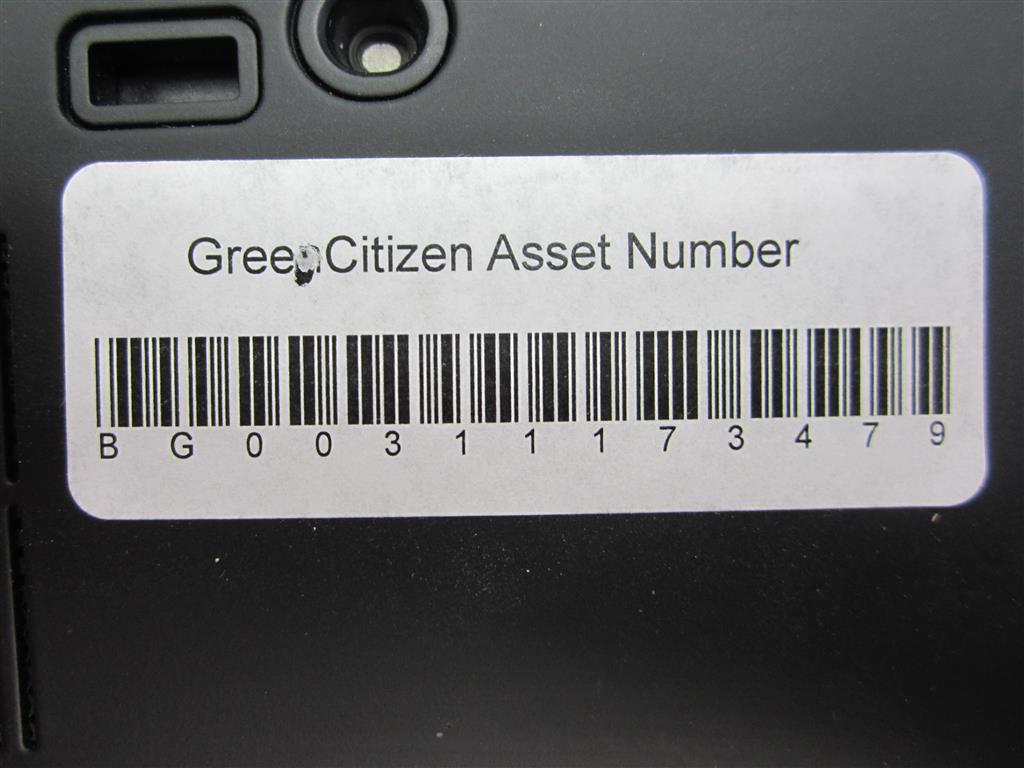 GreenCitizen Asset Number
B G 0 0 3 1 1 1 7 3 4 7 9